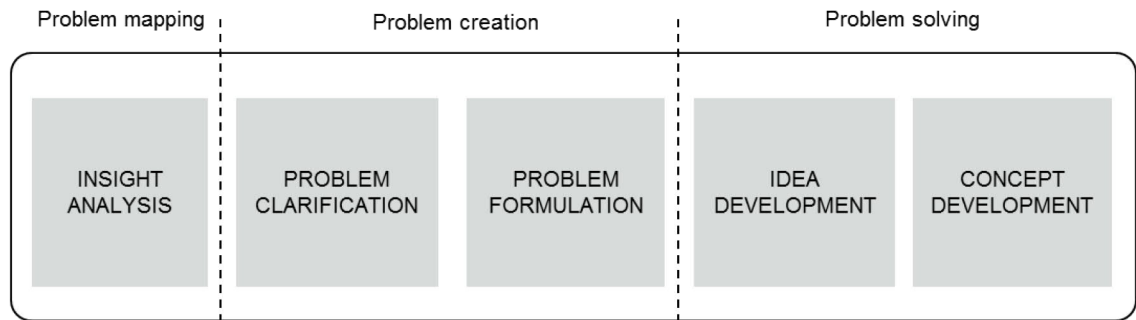 Problem mapping
Problem creation
Problem solving
INSIGHT
ANALYSIS
PROBLEM
CLARIFICATION
PROBLEM
FORMULATION
IDEA
DEVELOPMENT
CONCEPT
DEVELOPMENT